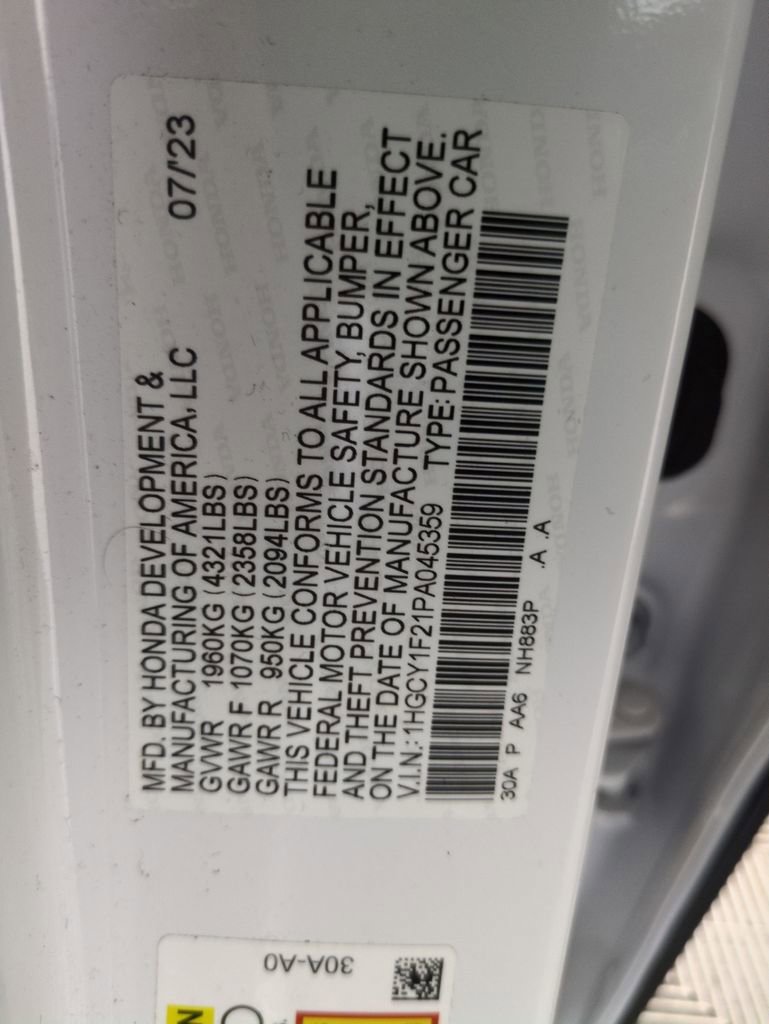 MFD. BY HONDA DEVELOPMENT &
MANUFACTURING OF AMERICA, LLC 07/'23
GVWR 1960KG (4321LBS)
GAWR F 1070KG (2358LBS)
GAWR R 950KG (2094LBS)
THIS VEHICLE CONFORMS TO ALL APPLICABLE
FEDERAL MOTOR VEHICLE SAFETY, BUMPER,
AND THEFT PREVENTION STANDARDS IN EFFECT
ON THE DATE OF MANUFACTURE SHOWN ABOVE.
V.I.N.: 1HGCY1F21PA045359 TYPE: PASSENGER CAR
30A P AA6 NH883P .A .A
30A-A0